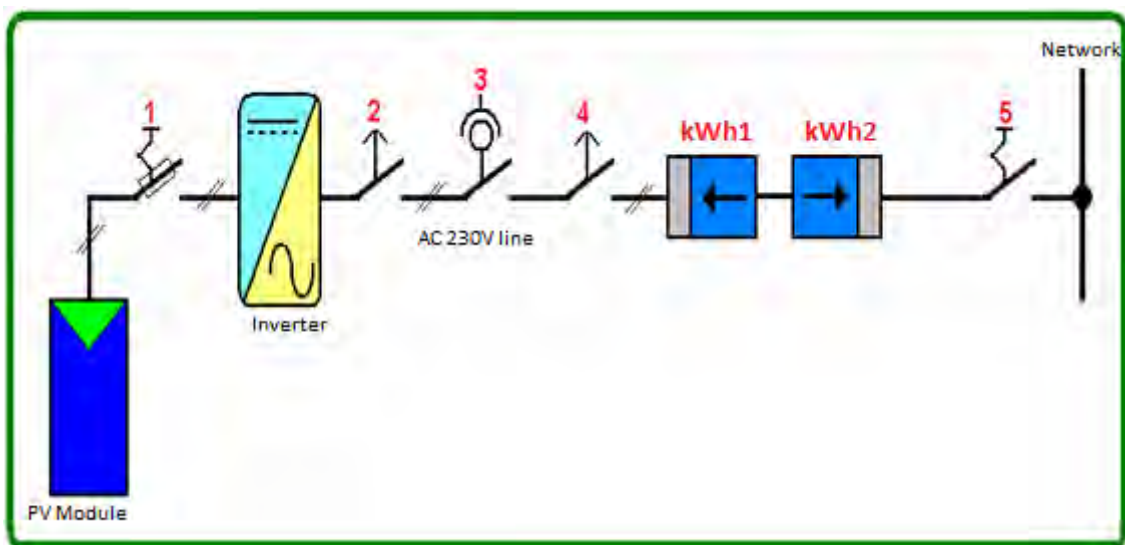 Network
1
2
3
4
kWh1
kWh2
5
AC 230V line
Inverter
PV Module